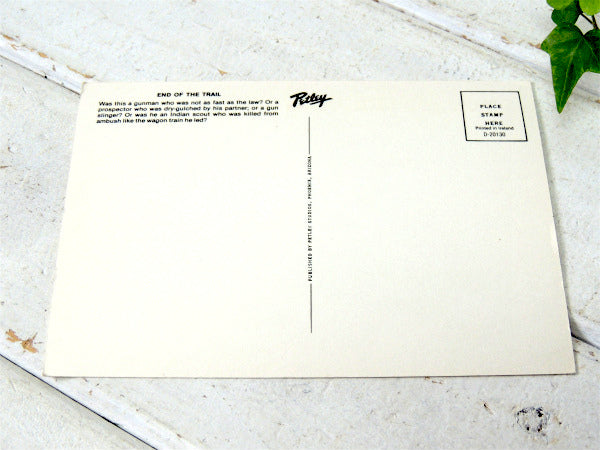 END OF THE TRAIL
Was this a gunman who was not as fast as the law? Or a
prospector who was dry-gulched by his partner; or a gun
slinger? Or was he an Indian scout who was killed from
ambush like the wagon train he led?
Petley
PUBLISHED BY PETLEY STUDIOS, PHOENIX, ARIZONA
PLACE
STAMP
HERE
Printed in Ireland
D-20130